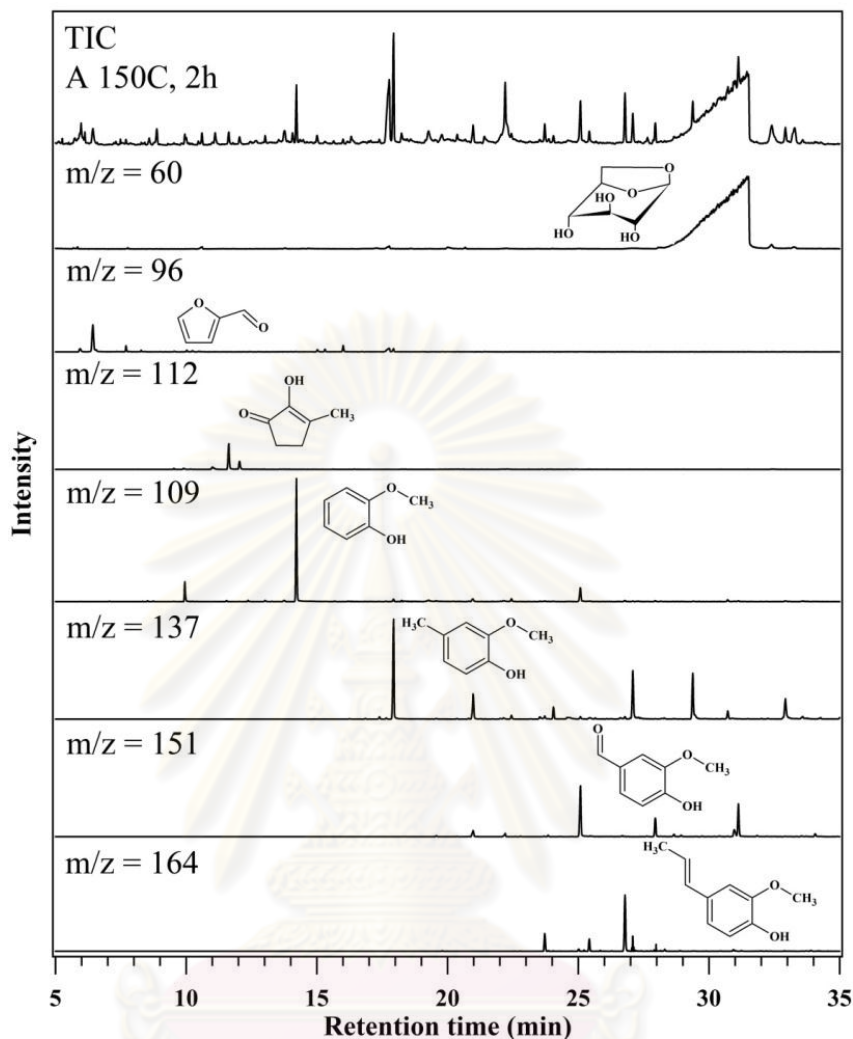 TIC
A 150C, 2h
m/z = 60
O
O
HO
HO
HO
m/z = 96
O
O
m/z = 112
OH
O
CH3
m/z = 109
O
CH3
OH
m/z = 137
H3C
O
CH3
OH
m/z = 151
O
O
CH3
OH
m/z = 164
H3C
O
CH3
OH
Intensity
5 10 15 20 25 30 35
Retention time (min)